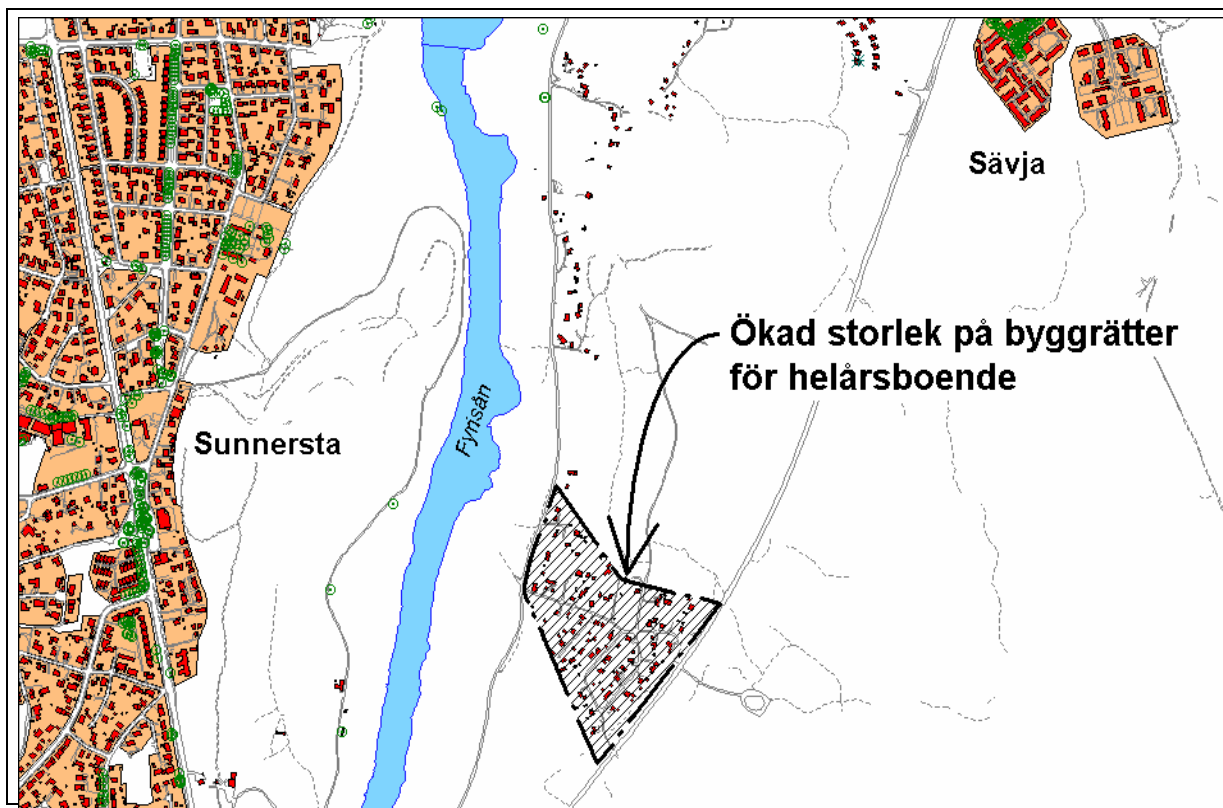 Sävja
Ökad storlek på byggrätter
för helårsboende
Fyrisån
Sunnersta